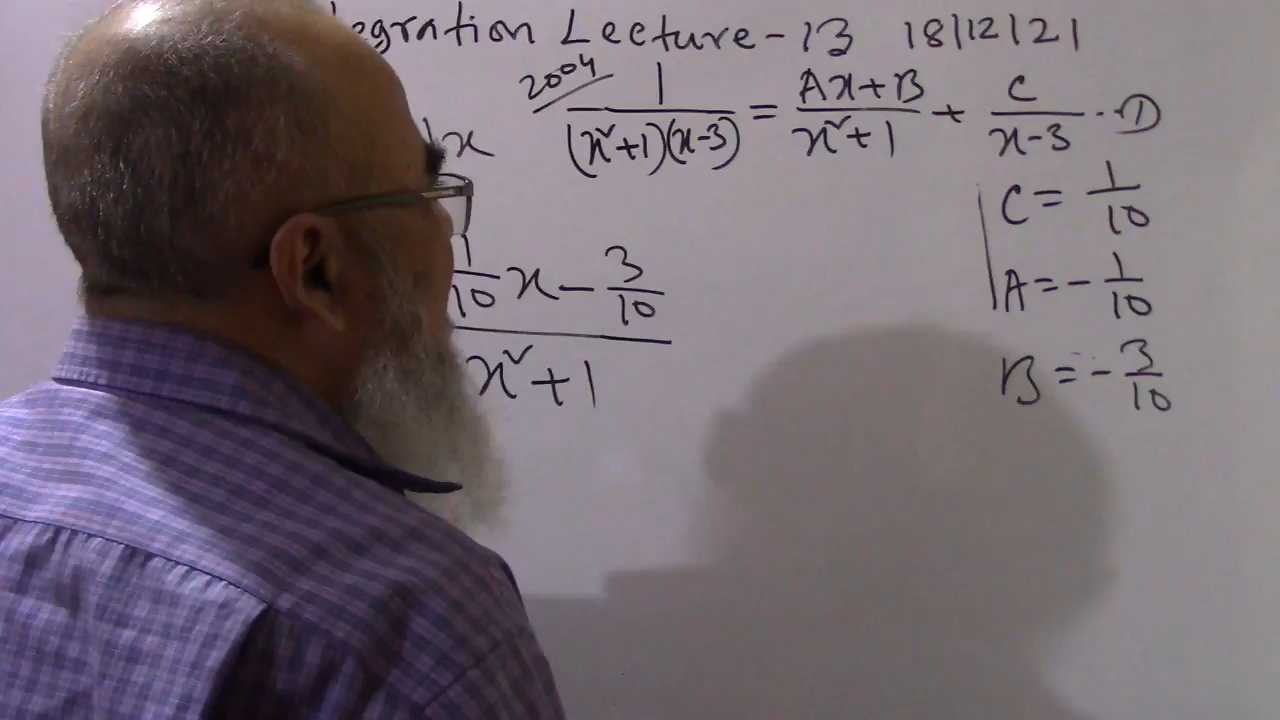 egration Lecture-13 18/12/21
2004
1/(x²+1)(x-3) = Ax+B/x²+1 + C/x-3 ... ①
dx
C = 1/10
1/10 x - 3/10
A = -1/10
x²+1
B = -3/10